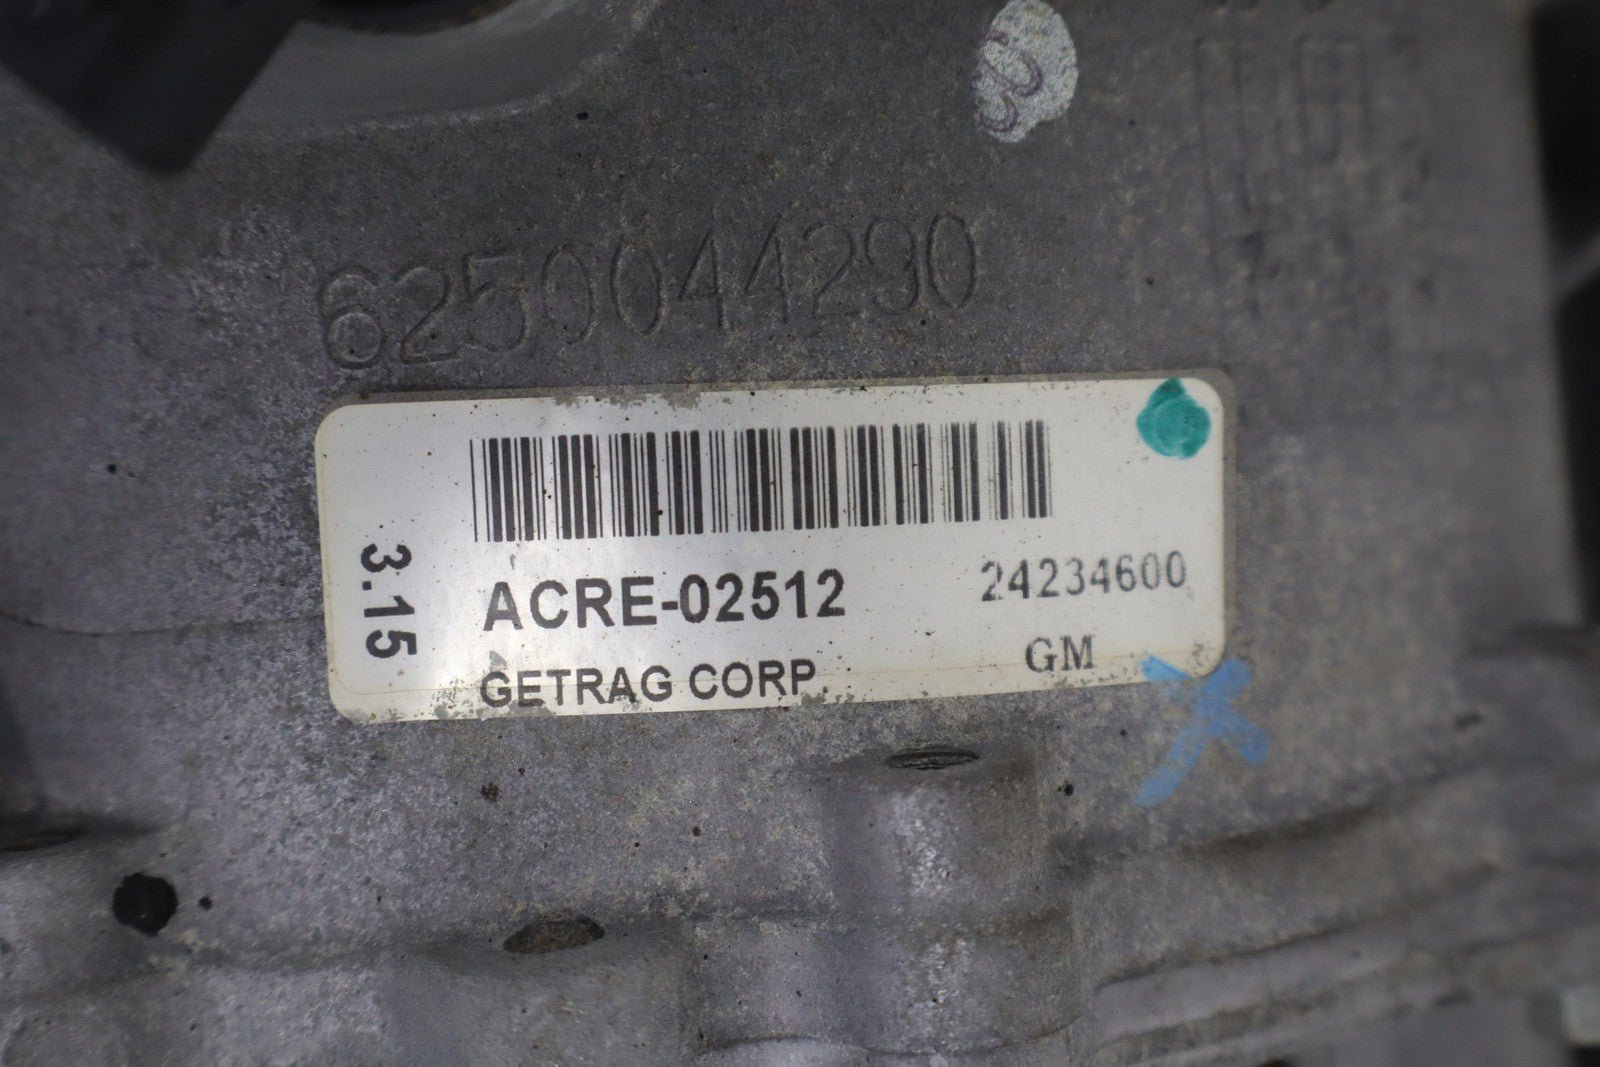 6250044290
3.15
ACRE-02512
24234600
GETRAG CORP
GM